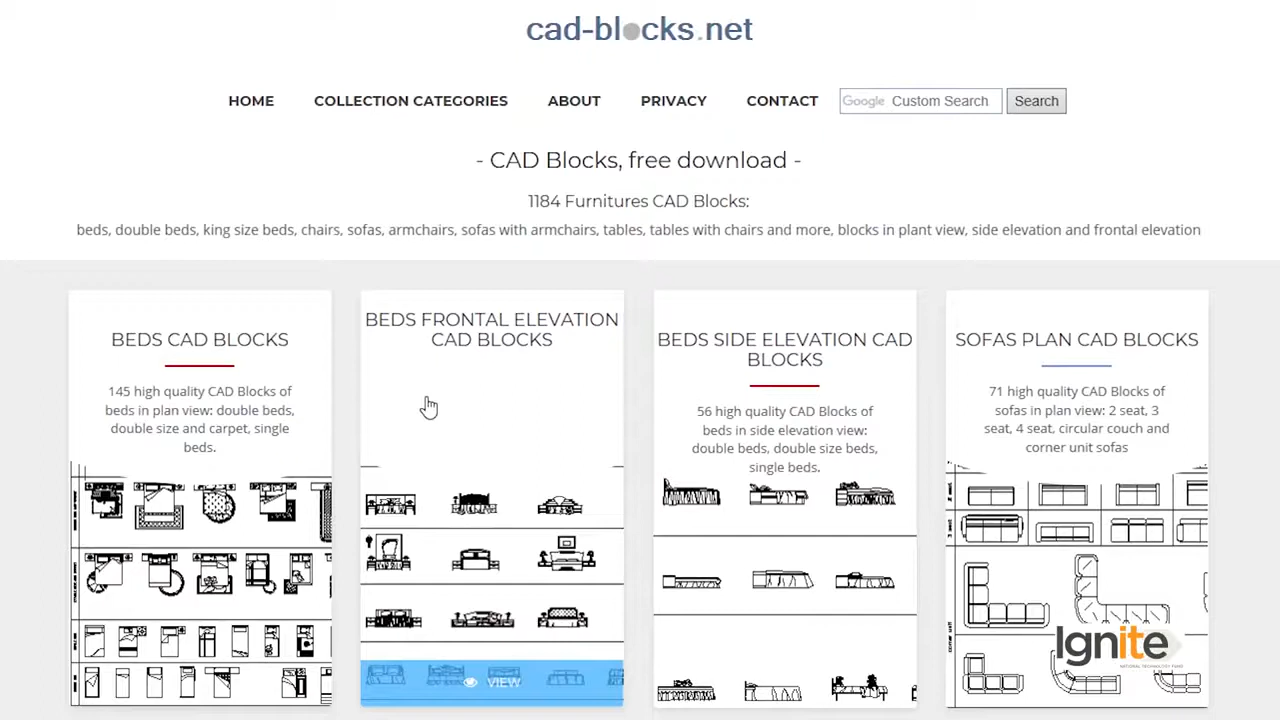 cad-blocks.net
HOME
COLLECTION CATEGORIES
ABOUT
PRIVACY
CONTACT
Google Custom Search
Search
- CAD Blocks, free download -
1184 Furnitures CAD Blocks:
beds, double beds, king size beds, chairs, sofas, armchairs, sofas with armchairs, tables, tables with chairs and more, blocks in plant view, side elevation and frontal elevation
BEDS CAD BLOCKS
145 high quality CAD Blocks of
beds in plan view: double beds,
double size and carpet, single
beds.
BEDS FRONTAL ELEVATION
CAD BLOCKS
VIEW
BEDS SIDE ELEVATION CAD
BLOCKS
56 high quality CAD Blocks of
beds in side elevation view:
double beds, double size beds,
single beds.
SOFAS PLAN CAD BLOCKS
71 high quality CAD Blocks of
sofas in plan view: 2 seat, 3
seat, 4 seat, circular couch and
corner unit sofas
Ignite
NATIONAL TECHNOLOGY FUND